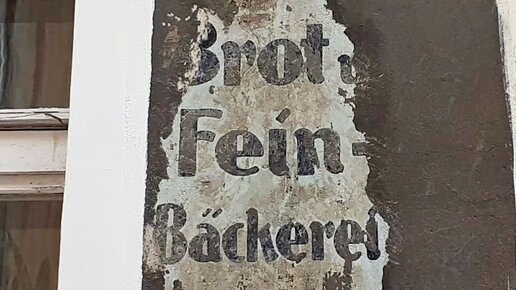 Brot
Fein-
Bäckerei